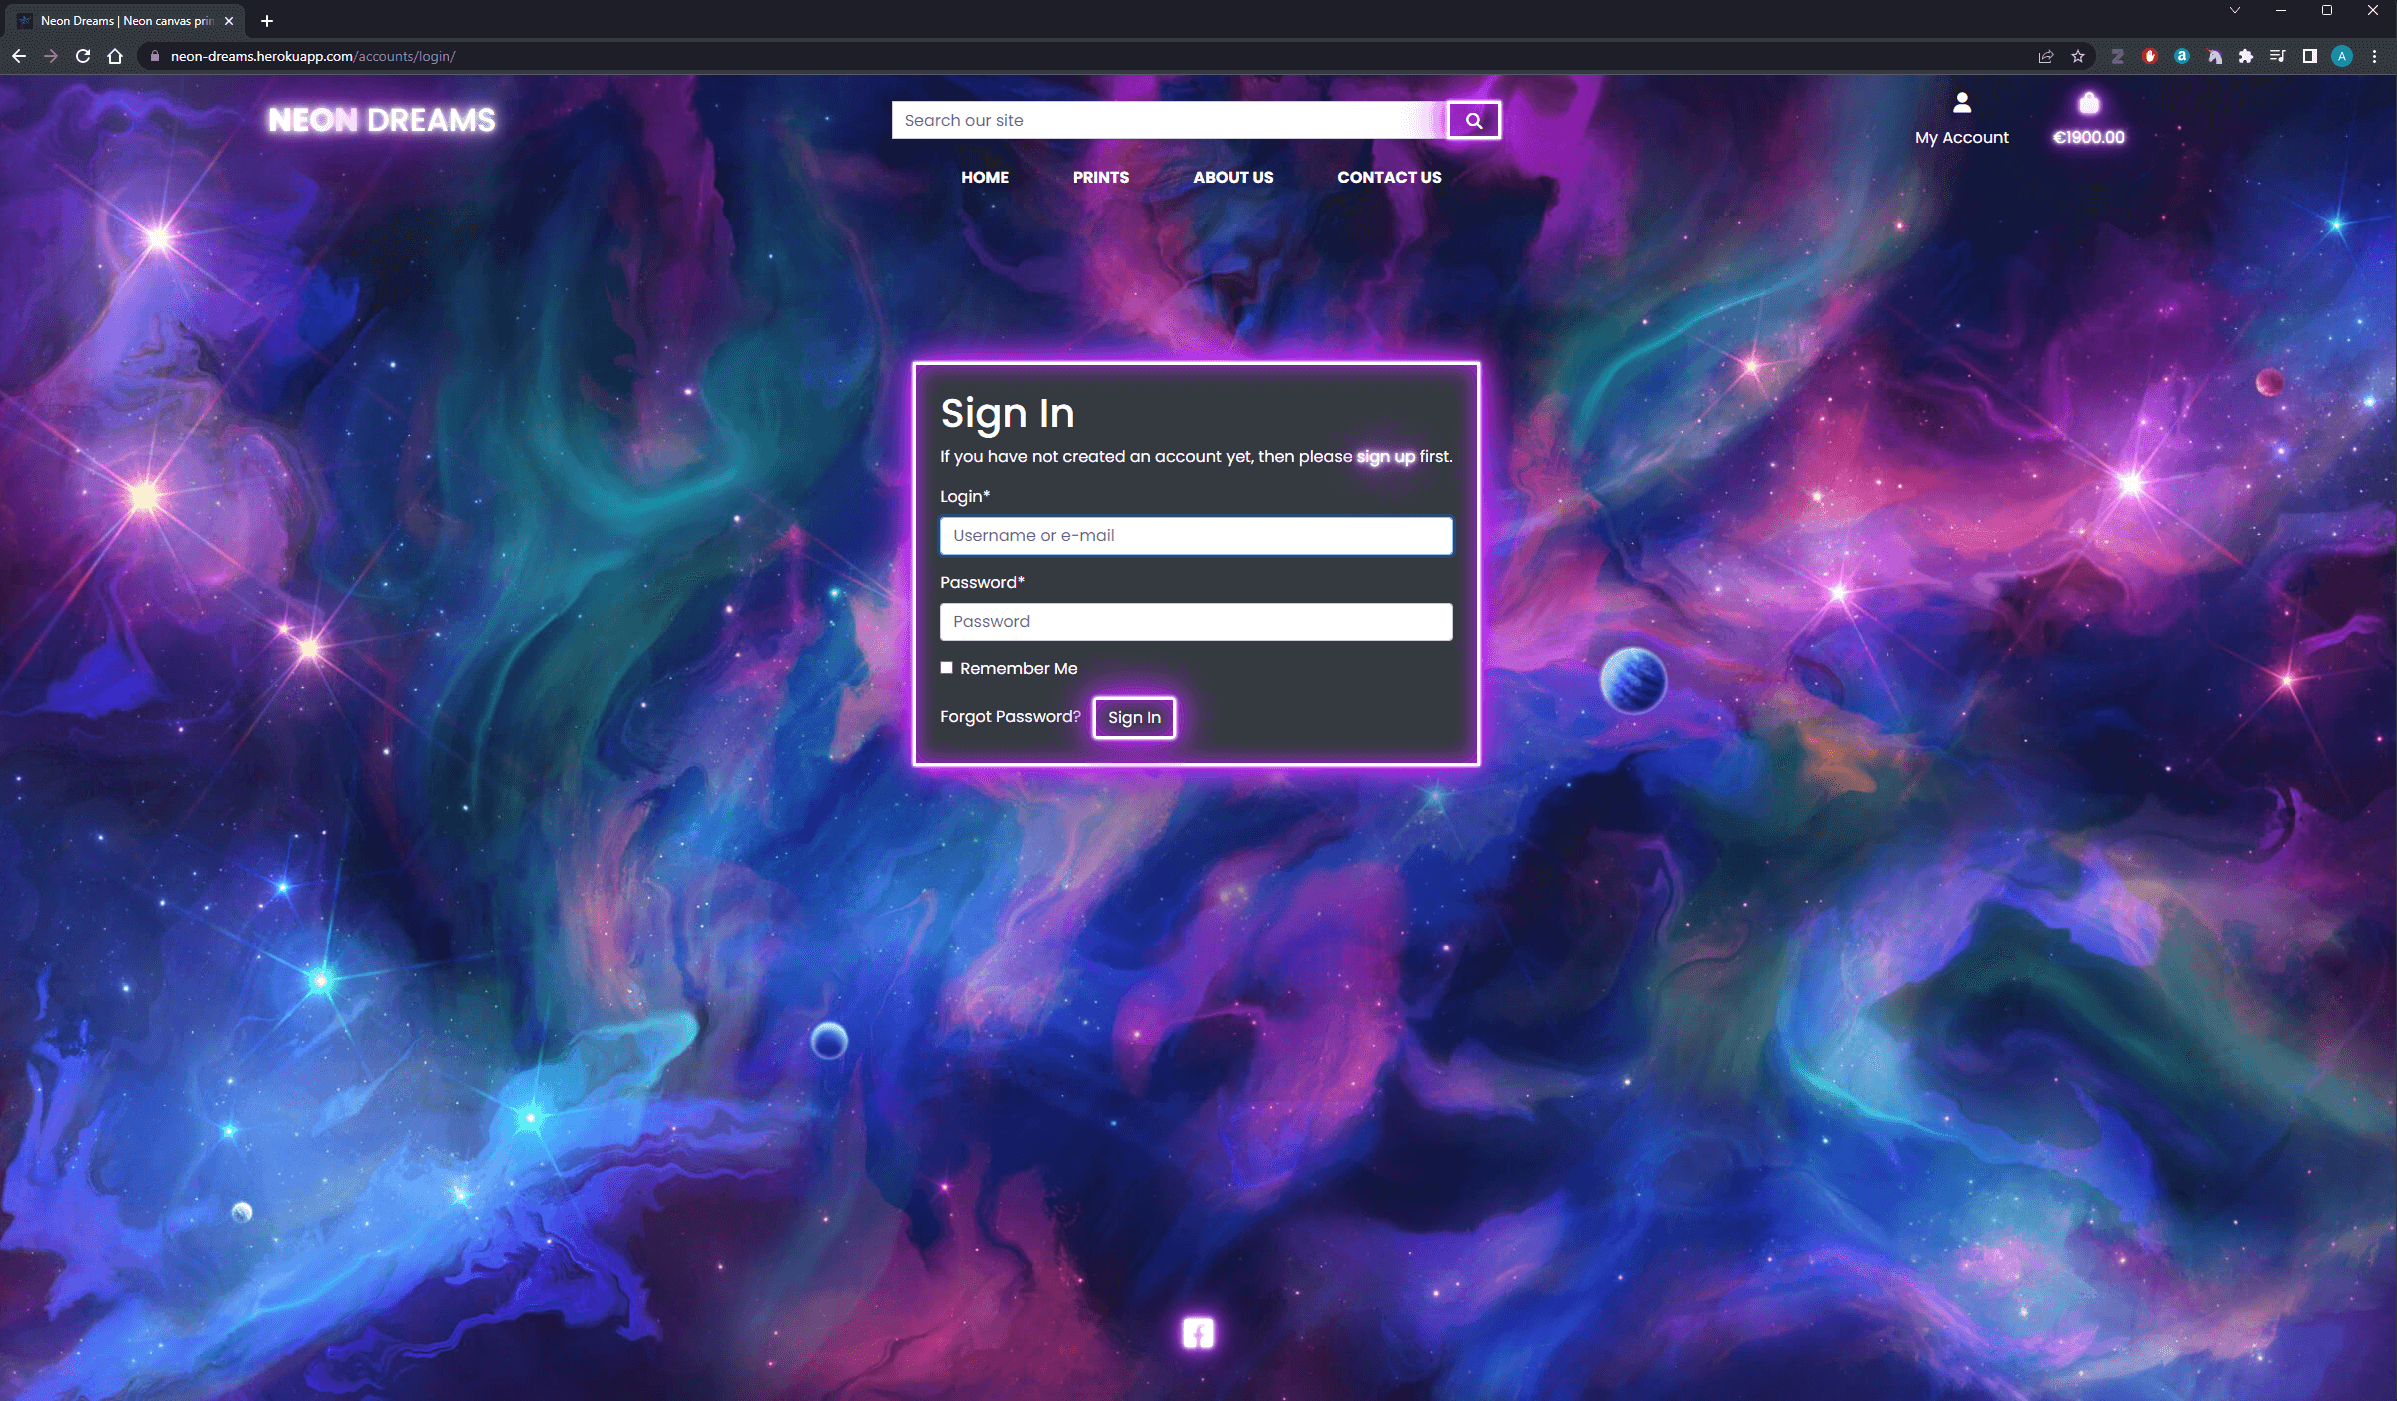 Neon Dreams | Neon canvas prin
neon-dreams.herokuapp.com/accounts/login/
A
NEON DREAMS
Search our site
My Account
€1900.00
HOME PRINTS ABOUT US CONTACT US
Sign In
If you have not created an account yet, then please sign up first.
Login*
Username or e-mail
Password*
Password
Remember Me
Forgot Password? Sign In